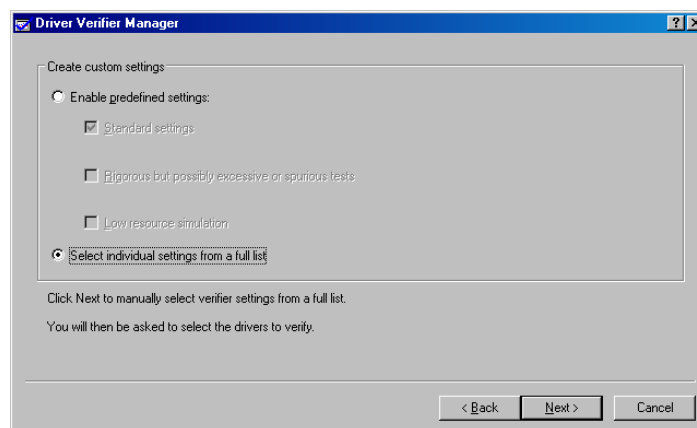 Driver Verifier Manager
Create custom settings
Enable predefined settings:
Standard settings
Rigorous but possibly excessive or spurious tests
Low resource simulation
Select individual settings from a full list
Click Next to manually select verifier settings from a full list.
You will then be asked to select the drivers to verify.
< Back Next > Cancel